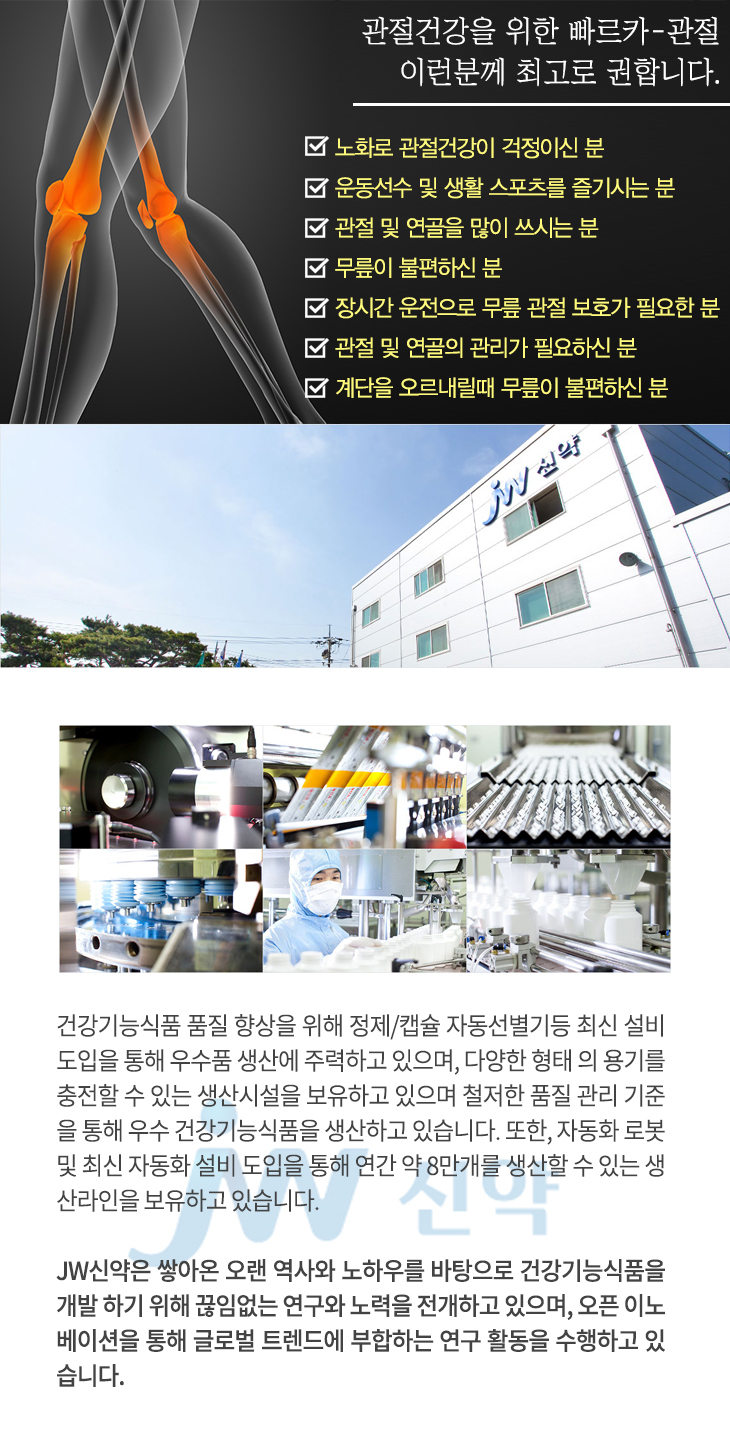 관절건강을 위한 빠르카-관절
이런분께 최고로 권합니다.
노화로 관절건강이 걱정이신 분
운동선수 및 생활 스포츠를 즐기시는 분
관절 및 연골을 많이 쓰시는 분
무릎이 불편하신 분
장시간 운전으로 무릎 관절 보호가 필요한 분
관절 및 연골의 관리가 필요하신 분
계단을 오르내릴때 무릎이 불편하신 분
JW 신약
건강기능식품 품질 향상을 위해 정제/캡슐 자동선별기등 최신 설비
도입을 통해 우수품 생산에 주력하고 있으며, 다양한 형태 의 용기를
충전할 수 있는 생산시설을 보유하고 있으며 철저한 품질 관리 기준
을 통해 우수 건강기능식품을 생산하고 있습니다. 또한, 자동화 로봇
및 최신 자동화 설비 도입을 통해 연간 약 8만개를 생산할 수 있는 생
산라인을 보유하고 있습니다.
JW 신약
JW신약은 쌓아온 오랜 역사와 노하우를 바탕으로 건강기능식품을
개발 하기 위해 끊임없는 연구와 노력을 전개하고 있으며, 오픈 이노
베이션을 통해 글로벌 트렌드에 부합하는 연구 활동을 수행하고 있
습니다.